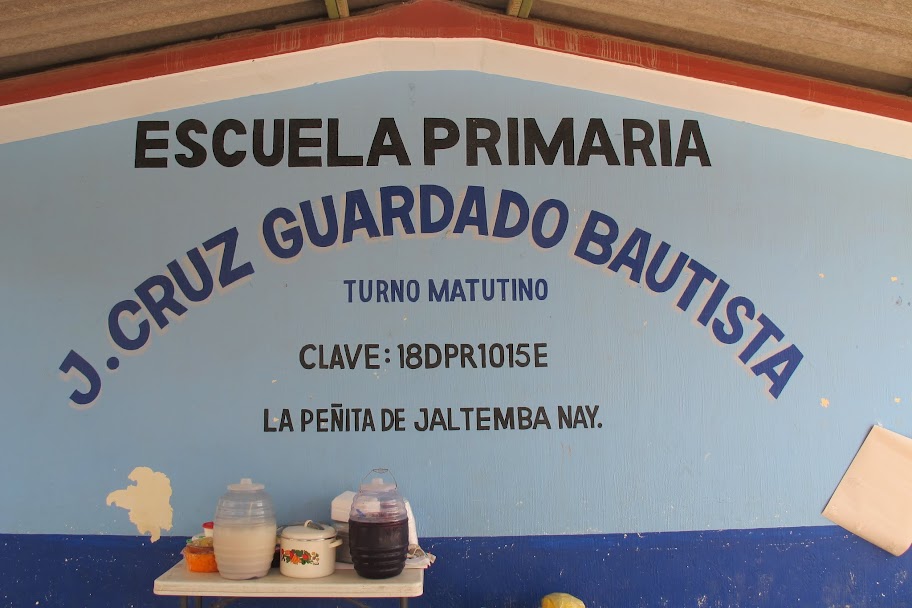 ESCUELA PRIMARIA
J. CRUZ GUARDADO BAUTISTA
TURNO MATUTINO
CLAVE: 18DPR1015E
LA PEÑITA DE JALTEMBA NAY.